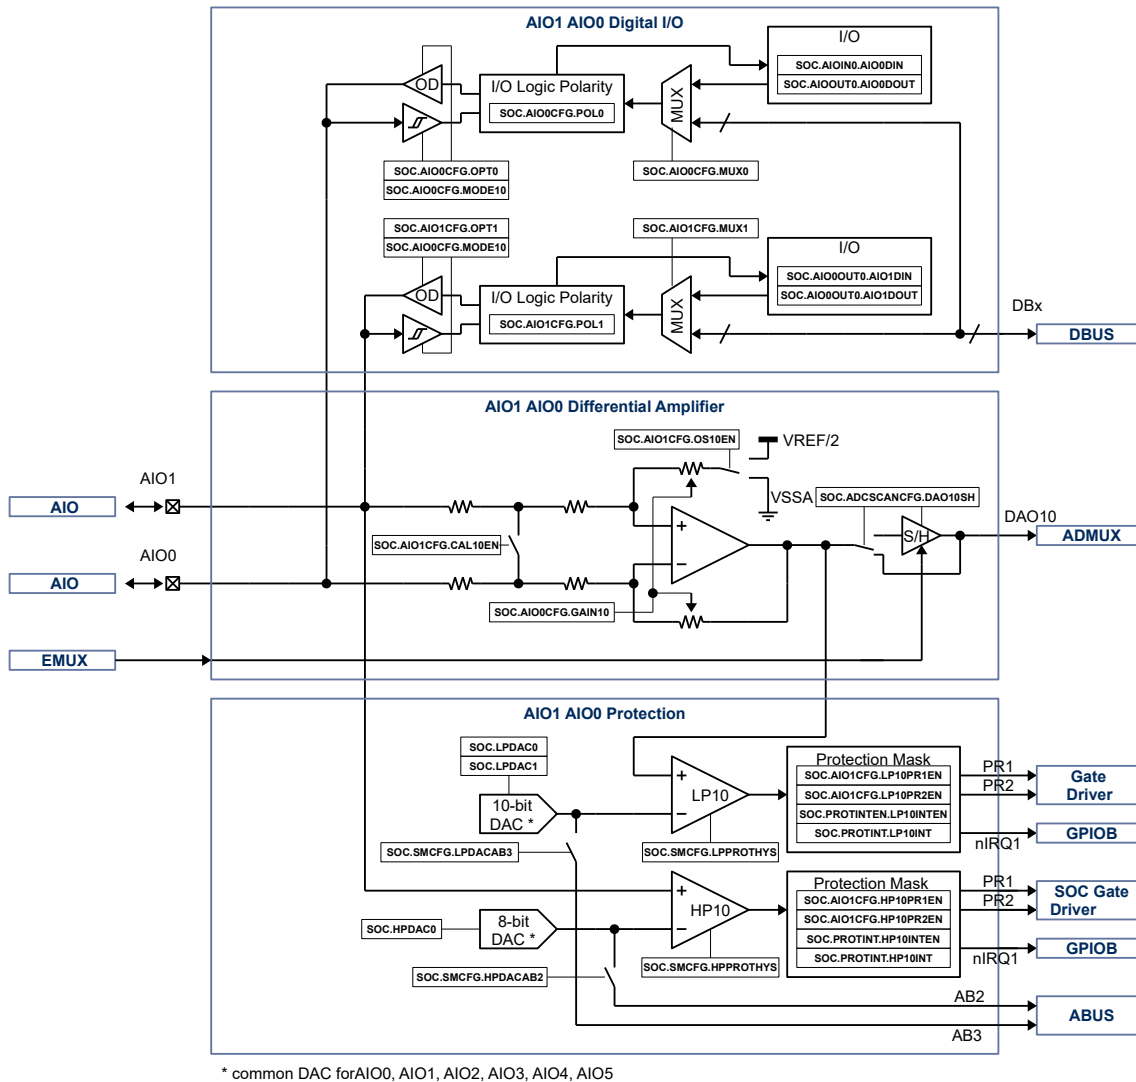 AIO1 AIO0 Digital I/O
I/O
SOC.AIOIN0.AIO0DIN
SOC.AIOOUT0.AIO0DOUT
OD
I/O Logic Polarity
SOC.AIO0CFG.POL0
MUX
SOC.AIO0CFG.OPT0
SOC.AIO0CFG.MODE10
SOC.AIO0CFG.MUX0
SOC.AIO1CFG.OPT1
SOC.AIO0CFG.MODE10
SOC.AIO1CFG.MUX1
I/O
SOC.AIO0OUT0.AIO1DIN
SOC.AIO0OUT0.AIO1DOUT
OD
I/O Logic Polarity
SOC.AIO1CFG.POL1
MUX
DBx
DBUS
AIO1 AIO0 Differential Amplifier
SOC.AIO1CFG.OS10EN
VREF/2
VSSA
SOC.ADCSCANCFG.DAO10SH
AIO1
AIO
+
S/H
DAO10
ADMUX
SOC.AIO1CFG.CAL10EN
AIO0
AIO
−
SOC.AIO0CFG.GAIN10
EMUX
AIO1 AIO0 Protection
SOC.LPDAC0
SOC.LPDAC1
10-bit
DAC *
+
LP10
−
Protection Mask
SOC.AIO1CFG.LP10PR1EN
SOC.AIO1CFG.LP10PR2EN
SOC.PROTINTEN.LP10INTEN
SOC.PROTINT.LP10INT
PR1
PR2
nIRQ1
Gate
Driver
GPIOB
SOC.SMCFG.LPDACAB3
SOC.SMCFG.LPPROTHYS
+
HP10
−
Protection Mask
SOC.AIO1CFG.HP10PR1EN
SOC.AIO1CFG.HP10PR2EN
SOC.PROTINT.HP10INTEN
SOC.PROTINT.HP10INT
PR1
PR2
nIRQ1
SOC Gate
Driver
GPIOB
SOC.HPDAC0
8-bit
DAC *
SOC.SMCFG.HPDACAB2
SOC.SMCFG.HPPROTHYS
AB2
AB3
ABUS
* common DAC forAIO0, AIO1, AIO2, AIO3, AIO4, AIO5